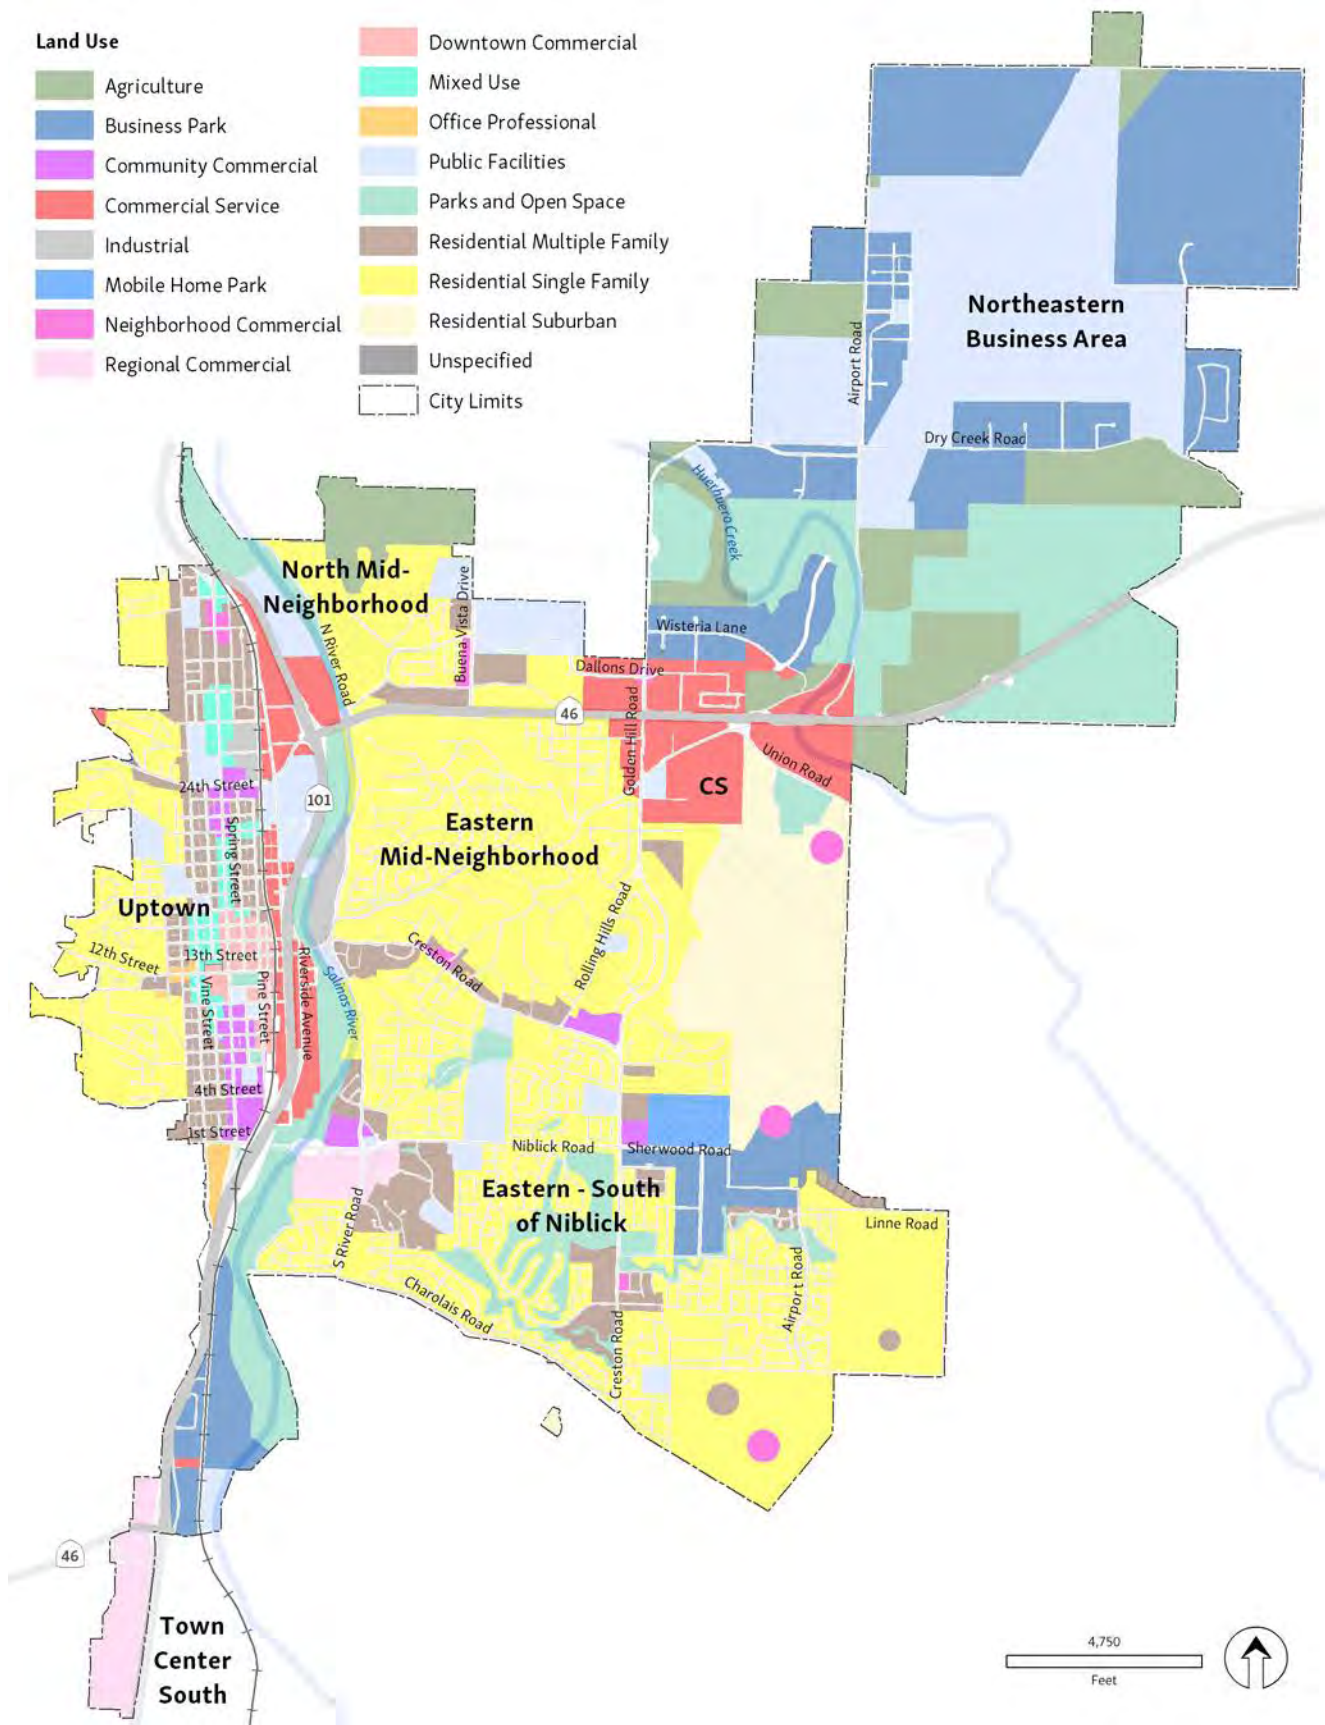 Land Use
Agriculture
Business Park
Community Commercial
Commercial Service
Industrial
Mobile Home Park
Neighborhood Commercial
Regional Commercial
Downtown Commercial
Mixed Use
Office Professional
Public Facilities
Parks and Open Space
Residential Multiple Family
Residential Single Family
Residential Suburban
Unspecified
City Limits
Northeastern
Business Area
Airport Road
Dry Creek Road
Huerhuero Creek
North Mid-
Neighborhood
Buena Vista Drive
N River Road
Wisteria Lane
Dallons Drive
46
Golden Hill Road
Union Road
CS
24th Street
101
Spring Street
Eastern
Mid-Neighborhood
Uptown
Rolling Hills Road
12th Street
13th Street
Creston Road
Vine Street
Pine Street
Riverside Avenue
Salinas River
4th Street
1st Street
Niblick Road
Sherwood Road
Eastern - South
of Niblick
Linne Road
S River Road
Charolais Road
Airport Road
Creston Road
46
Town
Center
South
4,750
Feet